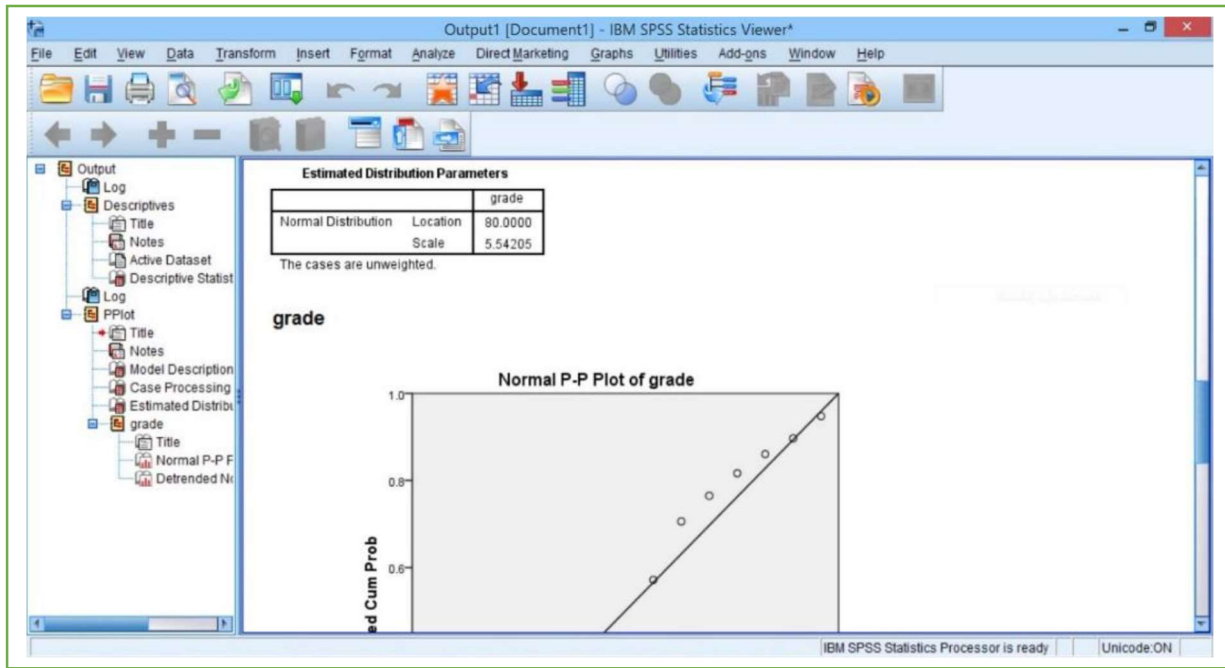 Output1 [Document1] - IBM SPSS Statistics Viewer*
File Edit View Data Transform Insert Format Analyze Direct Marketing Graphs Utilities Add-ons Window Help
Output
Log
Descriptives
Title
Notes
Active Dataset
Descriptive Statist
Log
PPlot
Title
Notes
Model Description
Case Processing
Estimated Distribu
grade
Title
Normal P-P F
Detrended No
Estimated Distribution Parameters
grade
Normal Distribution Location 80.0000
Scale 5.54205
The cases are unweighted.
grade
Normal P-P Plot of grade
1.0
0.8
0.6
ed Cum Prob
IBM SPSS Statistics Processor is ready Unicode:ON